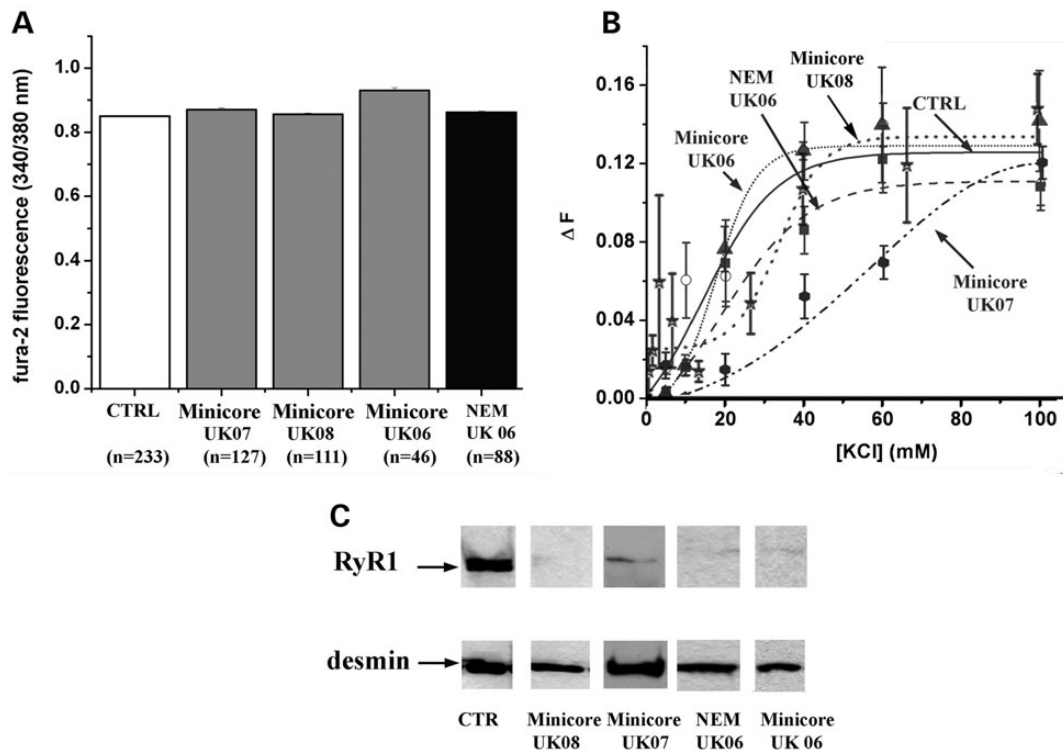 A
fura-2 fluorescence (340/380 nm)
1.0
0.8
0.6
0.4
0.2
0.0
CTRL
(n=233)
Minicore
UK07
(n=127)
Minicore
UK08
(n=111)
Minicore
UK06
(n=46)
NEM
UK 06
(n=88)
B
Δ F
0.16
0.12
0.08
0.04
0.00
Minicore
UK06
NEM
UK06
Minicore
UK08
CTRL
Minicore
UK07
0
20
40
60
80
100
[KCl] (mM)
C
RyR1
desmin
CTR
Minicore
UK08
Minicore
UK07
NEM
UK06
Minicore
UK 06